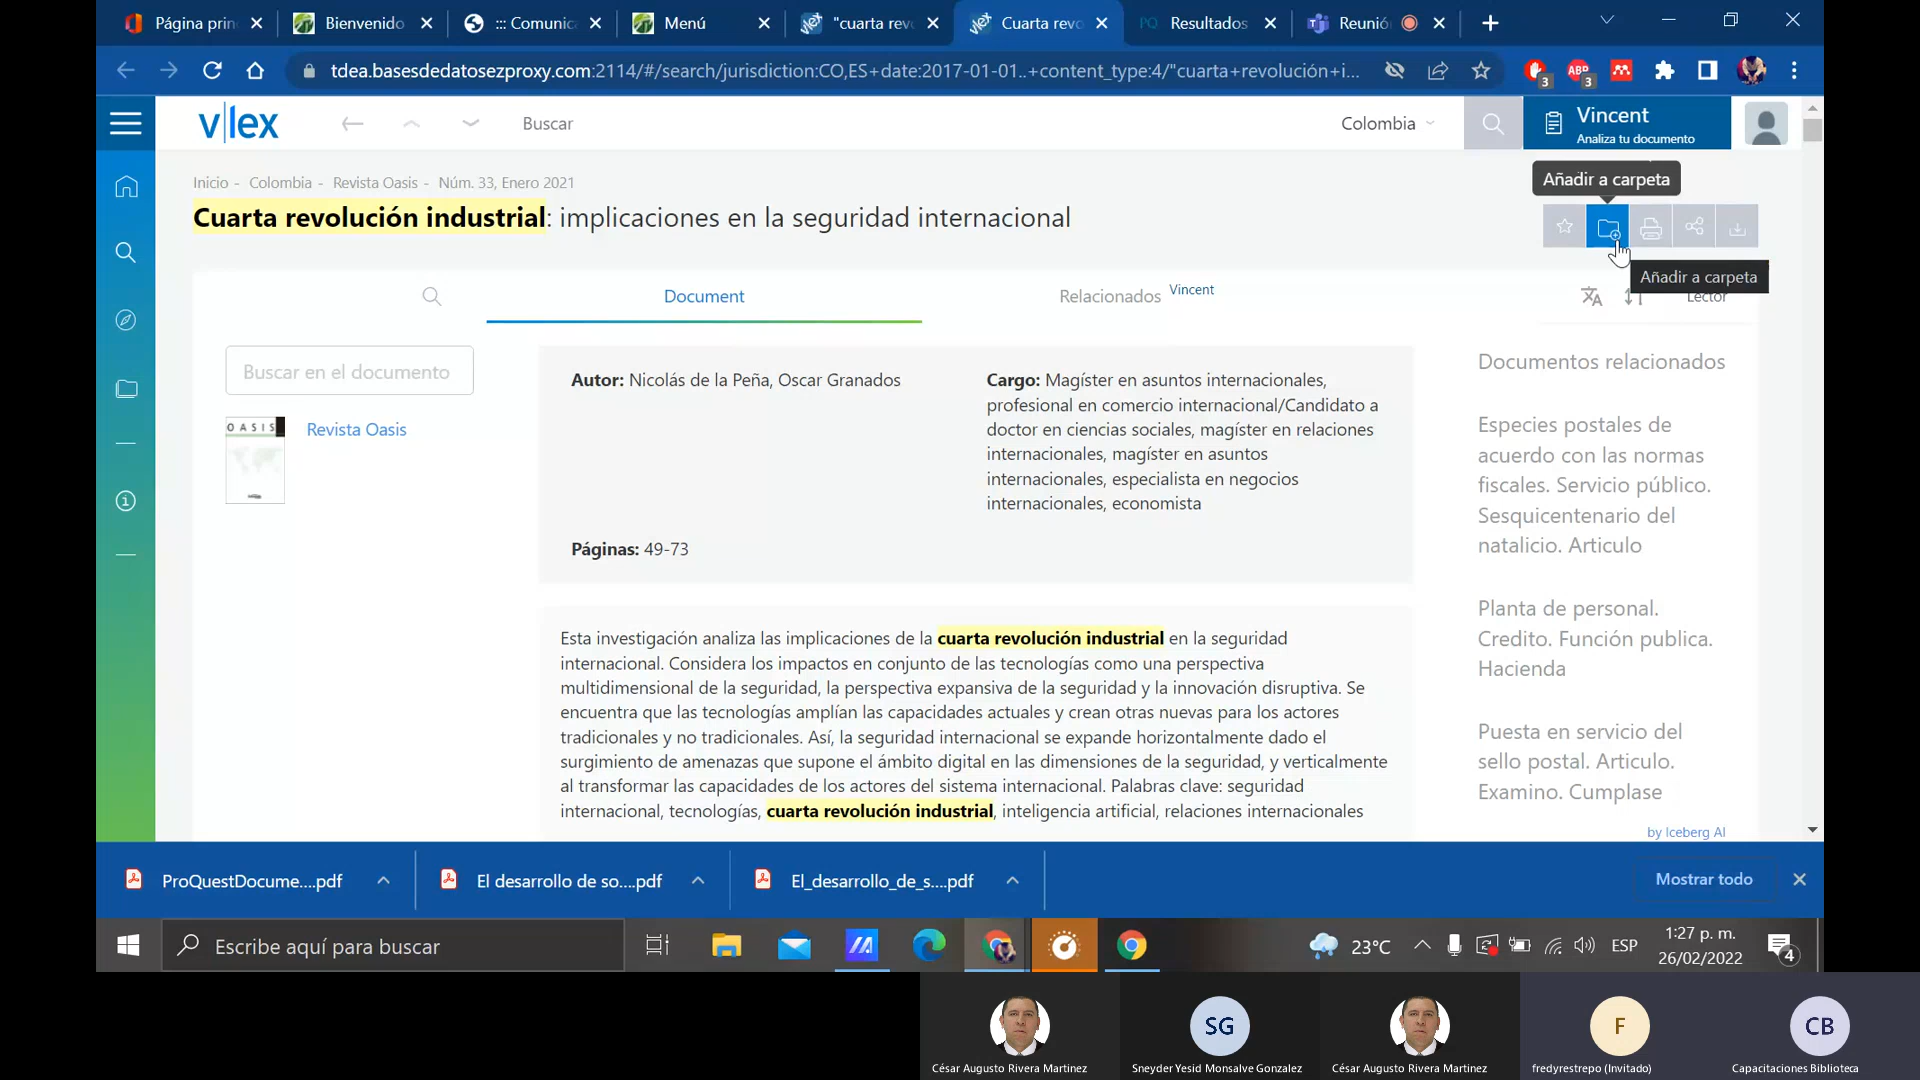 Página prin
Bienvenido
::: Comunica
Menú
"cuarta rev
Cuarta revo
PQ Resultados
Reunió
tdea.basesdedatosezproxy.com:2114/#/search/jurisdiction:CO,ES+date:2017-01-01..+content_type:4/"cuarta+revolución+i...
3
ABP
3
v|lex
Buscar
Colombia
Vincent
Analiza tu documento
Añadir a carpeta
Inicio - Colombia - Revista Oasis - Núm. 33, Enero 2021
Cuarta revolución industrial: implicaciones en la seguridad internacional
Añadir a carpeta
Document
Relacionados Vincent
Lector
Buscar en el documento
OASIS
Revista Oasis
Autor: Nicolás de la Peña, Oscar Granados
Cargo: Magíster en asuntos internacionales,
profesional en comercio internacional/Candidato a
doctor en ciencias sociales, magíster en relaciones
internacionales, magíster en asuntos
internacionales, especialista en negocios
internacionales, economista
Páginas: 49-73
Esta investigación analiza las implicaciones de la cuarta revolución industrial en la seguridad
internacional. Considera los impactos en conjunto de las tecnologías como una perspectiva
multidimensional de la seguridad, la perspectiva expansiva de la seguridad y la innovación disruptiva. Se
encuentra que las tecnologías amplían las capacidades actuales y crean otras nuevas para los actores
tradicionales y no tradicionales. Así, la seguridad internacional se expande horizontalmente dado el
surgimiento de amenazas que supone el ámbito digital en las dimensiones de la seguridad, y verticalmente
al transformar las capacidades de los actores del sistema internacional. Palabras clave: seguridad
internacional, tecnologías, cuarta revolución industrial, inteligencia artificial, relaciones internacionales
Documentos relacionados
Especies postales de
acuerdo con las normas
fiscales. Servicio público.
Sesquicentenario del
natalicio. Articulo
Planta de personal.
Credito. Función publica.
Hacienda
Puesta en servicio del
sello postal. Articulo.
Examino. Cumplase
by Iceberg AI
ProQuestDocume....pdf
El desarrollo de so....pdf
El_desarrollo_de_s....pdf
Mostrar todo
Escribe aquí para buscar
23°C
ESP
1:27 p. m.
26/02/2022
4
SG
F
CB
César Augusto Rivera Martinez
Sneyder Yesid Monsalve Gonzalez
César Augusto Rivera Martinez
fredyrestrepo (Invitado)
Capacitaciones Biblioteca